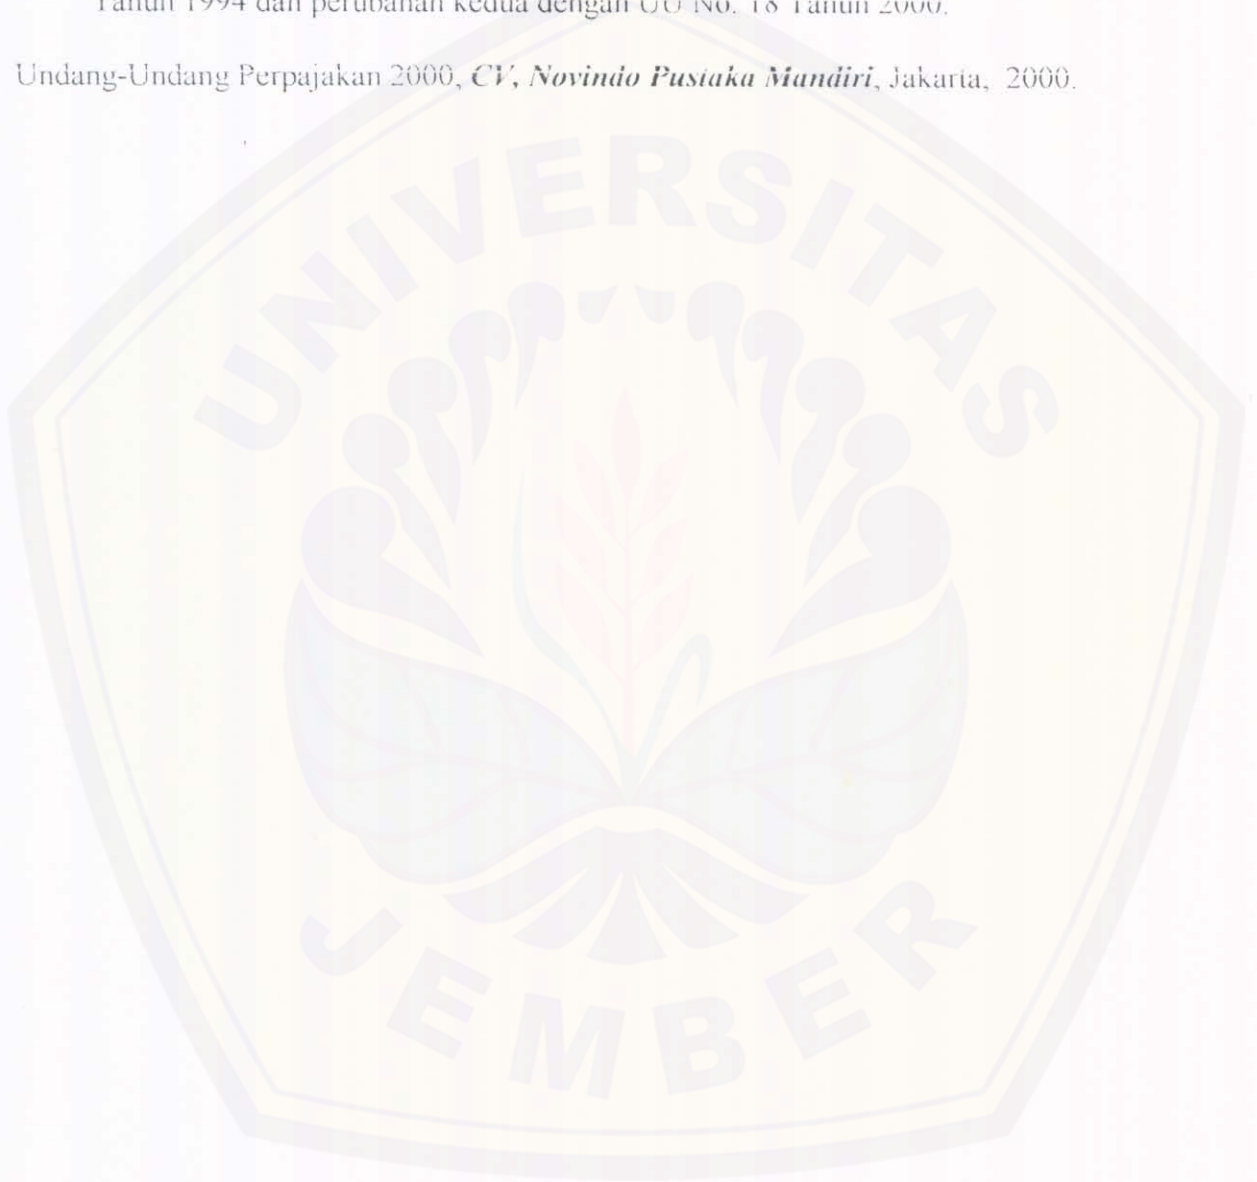 Tahun 1994 dan perubahan kedua dengan UU No. 18 Tahun 2000.
Undang-Undang Perpajakan 2000, CV, Novindo Pustaka Mandiri, Jakarta, 2000.
UNIVERSITAS
JEMBER